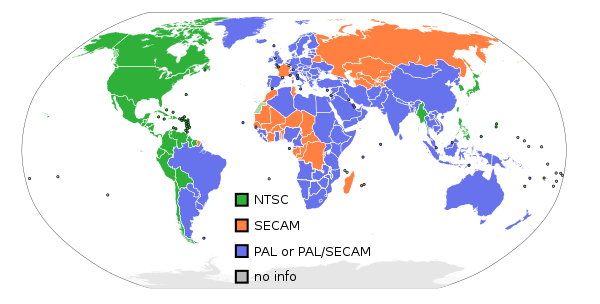 NTSC
SECAM
PAL or PAL/SECAM
no info